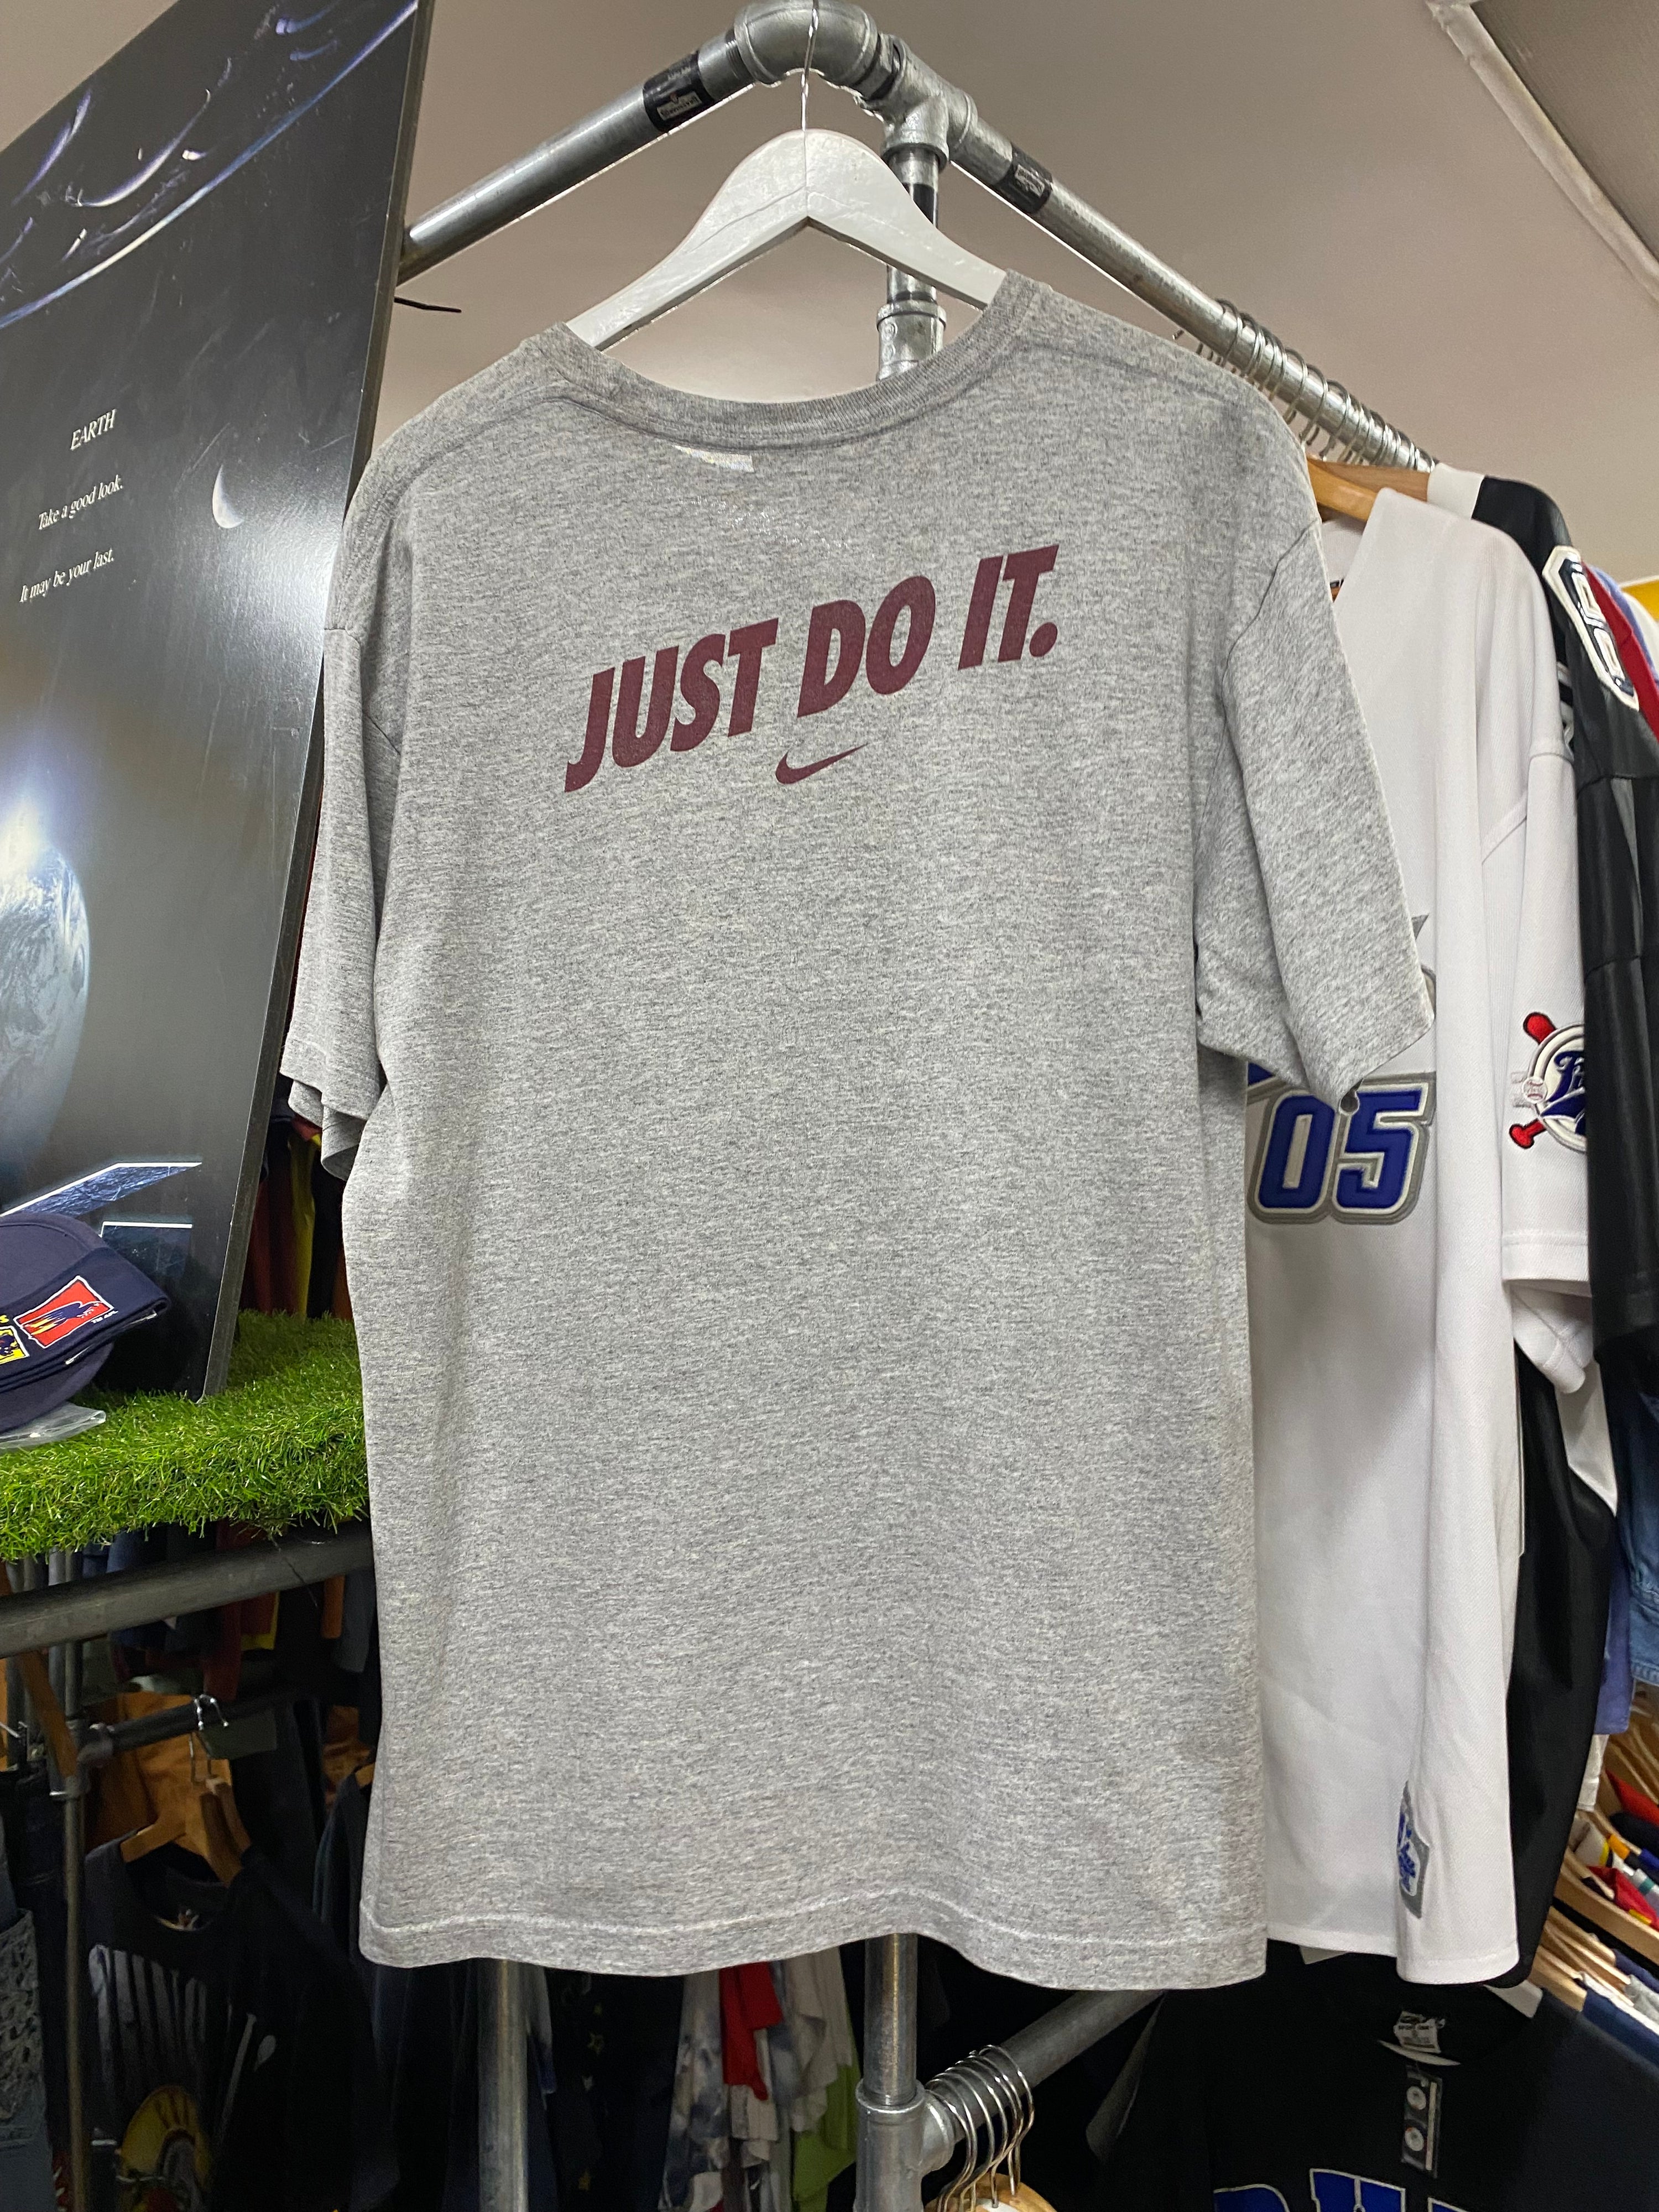 EARTH
Take a good look.
It may be your last.
JUST DO IT.
05